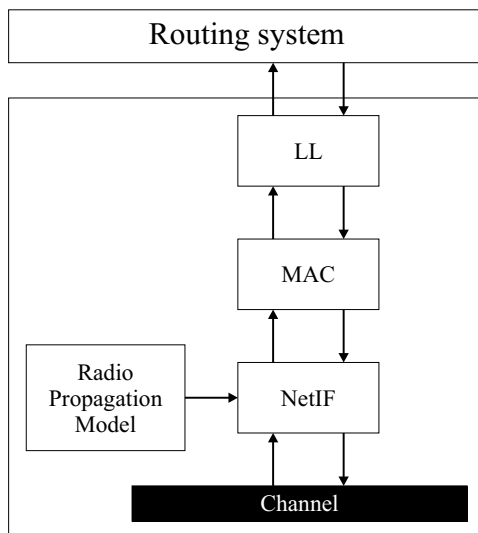 Routing system
LL
MAC
Radio
Propagation
Model
NetIF
Channel